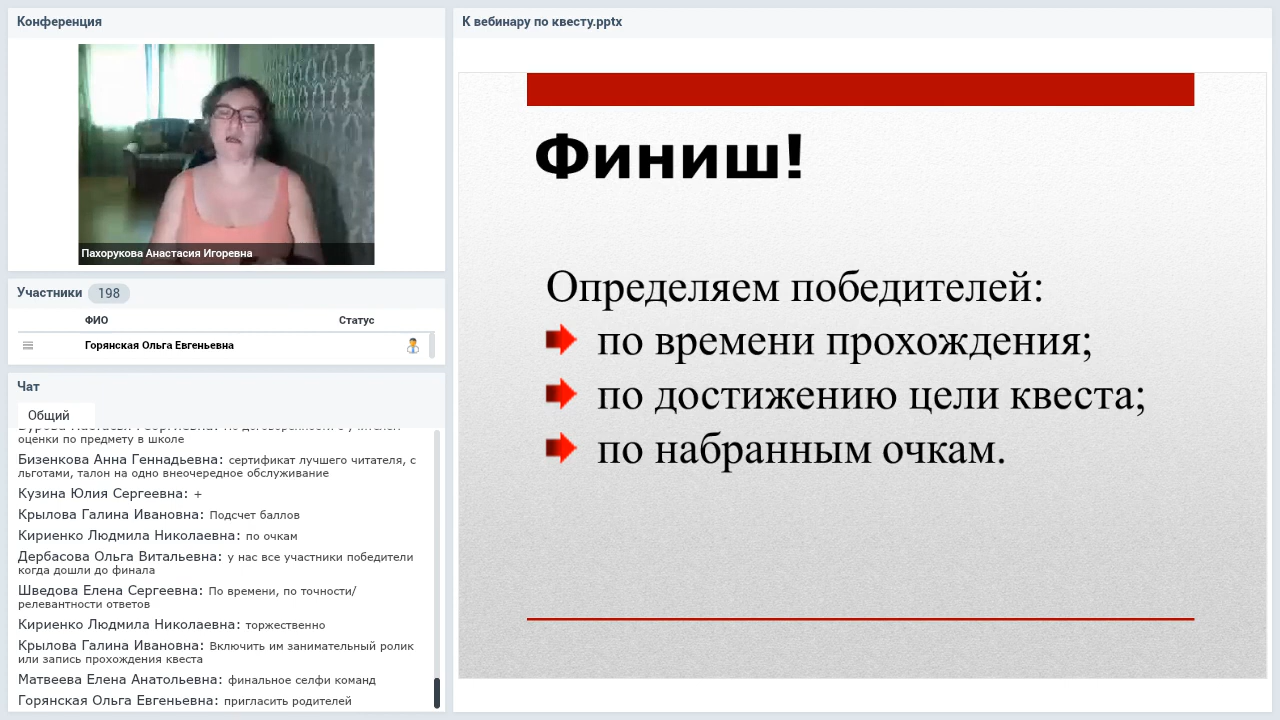 Конференция
Пахорукова Анастасия Игоревна
Участники 198
ФИО Статус
Горянская Ольга Евгеньевна
Чат
Общий
оценки по предмету в школе
Бизенкова Анна Геннадьевна: сертификат лучшего читателя, с
льготами, талон на одно внеочередное обслуживание
Кузина Юлия Сергеевна: +
Крылова Галина Ивановна: Подсчет баллов
Кириенко Людмила Николаевна: по очкам
Дербасова Ольга Витальевна: у нас все участники победители
когда дошли до финала
Шведова Елена Сергеевна: По времени, по точности/
релевантности ответов
Кириенко Людмила Николаевна: торжественно
Крылова Галина Ивановна: Включить им занимательный ролик
или запись прохождения квеста
Матвеева Елена Анатольевна: финальное селфи команд
Горянская Ольга Евгеньевна: пригласить родителей
К вебинару по квесту.pptx
Финиш!
Определяем победителей:
по времени прохождения;
по достижению цели квеста;
по набранным очкам.